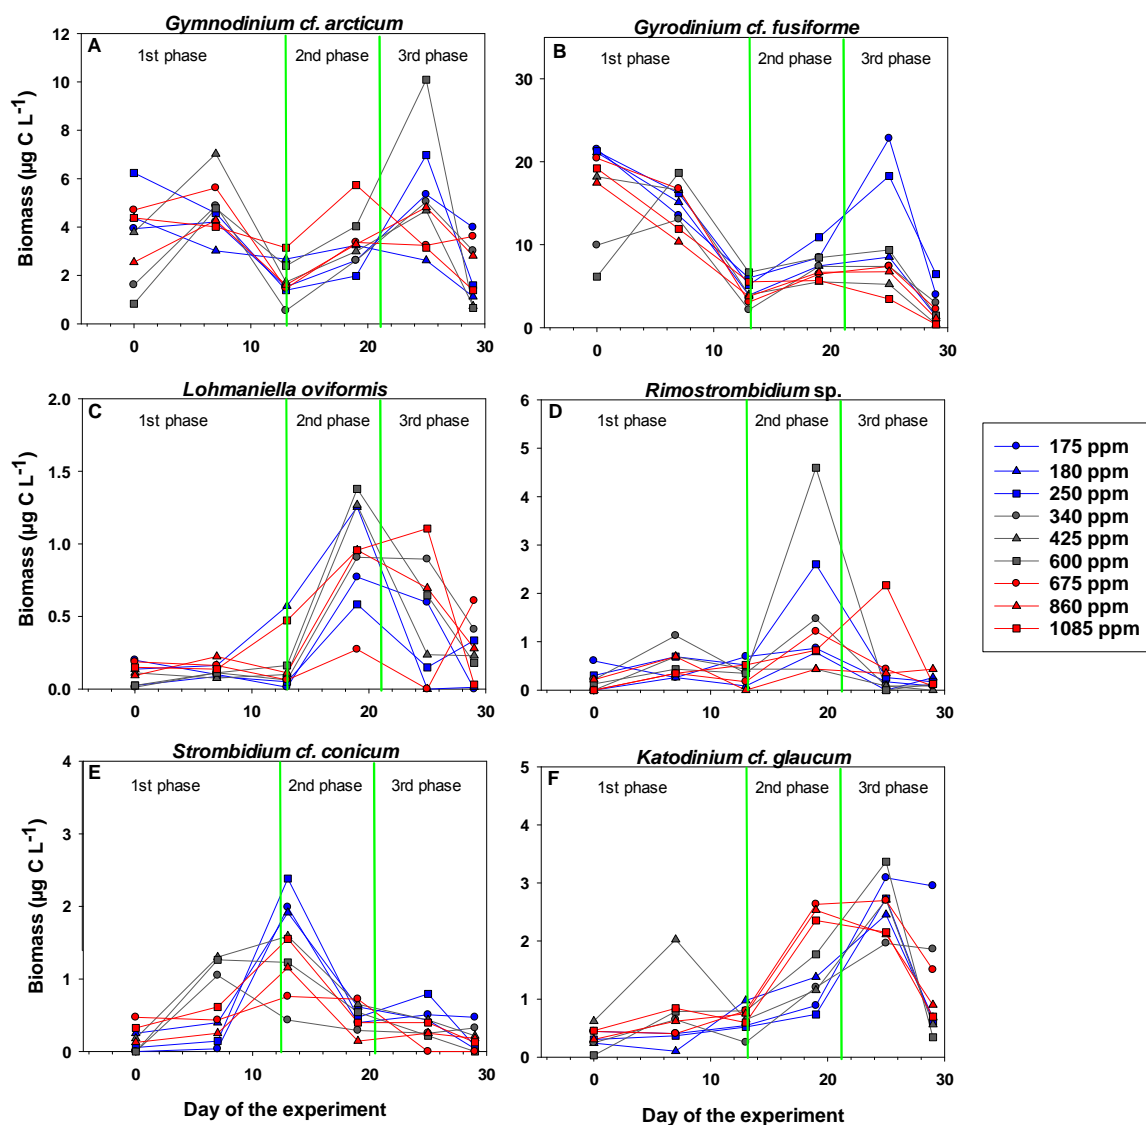 Gymnodinium cf. arcticum
A
1st phase
2nd phase
3rd phase
Biomass (µg C L⁻¹)
12
10
8
6
4
2
0
0
10
20
30
Gyrodinium cf. fusiforme
B
1st phase
2nd phase
3rd phase
30
20
10
0
0
10
20
30
Lohmaniella oviformis
C
1st phase
2nd phase
3rd phase
Biomass (µg C L⁻¹)
2.0
1.5
1.0
0.5
0.0
0
10
20
30
Rimostrombidium sp.
D
1st phase
2nd phase
3rd phase
6
5
4
3
2
1
0
0
10
20
30
175 ppm
180 ppm
250 ppm
340 ppm
425 ppm
600 ppm
675 ppm
860 ppm
1085 ppm
Strombidium cf. conicum
E
1st phase
2nd phase
3rd phase
Biomass (µg C L⁻¹)
4
3
2
1
0
0
10
20
30
Day of the experiment
Katodinium cf. glaucum
F
1st phase
2nd phase
3rd phase
5
4
3
2
1
0
0
10
20
30
Day of the experiment